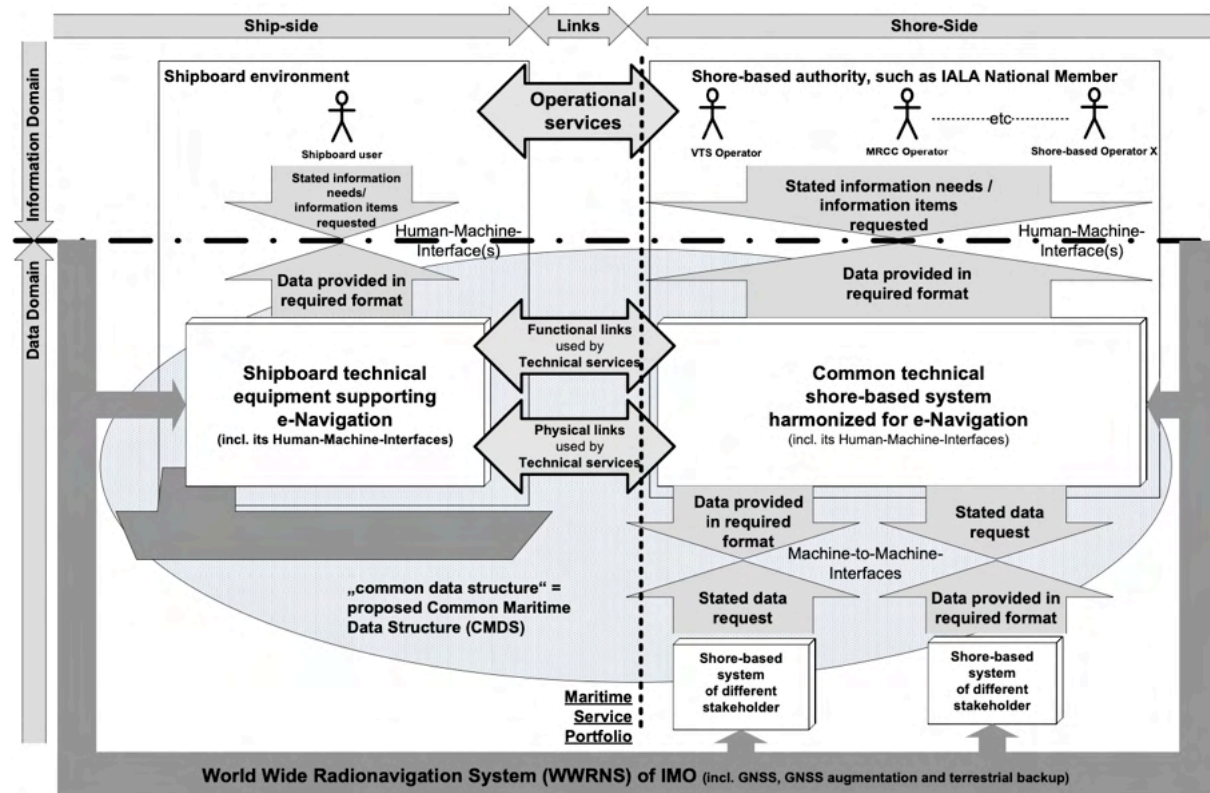 Ship-side
Links
Shore-Side
Information Domain
Data Domain
Shipboard environment
Shipboard user
Stated information
needs/
information items
requested
Human-Machine-
Interface(s)
Data provided in
required format
Operational
services
Shore-based authority, such as IALA National Member
VTS Operator
MRCC Operator
etc
Shore-based Operator X
Stated information needs /
information items
requested
Human-Machine-
Interface(s)
Data provided in
required format
Shipboard technical
equipment supporting
e-Navigation
(incl. its Human-Machine-Interfaces)
Functional links
used by
Technical services
Physical links
used by
Technical services
Common technical
shore-based system
harmonized for e-Navigation
(incl. its Human-Machine-Interfaces)
Data provided
in required
format
Stated data
request
Machine-to-Machine-
Interfaces
Stated data
request
Data provided in
required format
„common data structure“ =
proposed Common Maritime
Data Structure (CMDS)
Shore-based
system
of different
stakeholder
Shore-based
system
of different
stakeholder
Maritime
Service
Portfolio
World Wide Radionavigation System (WWRNS) of IMO (incl. GNSS, GNSS augmentation and terrestrial backup)